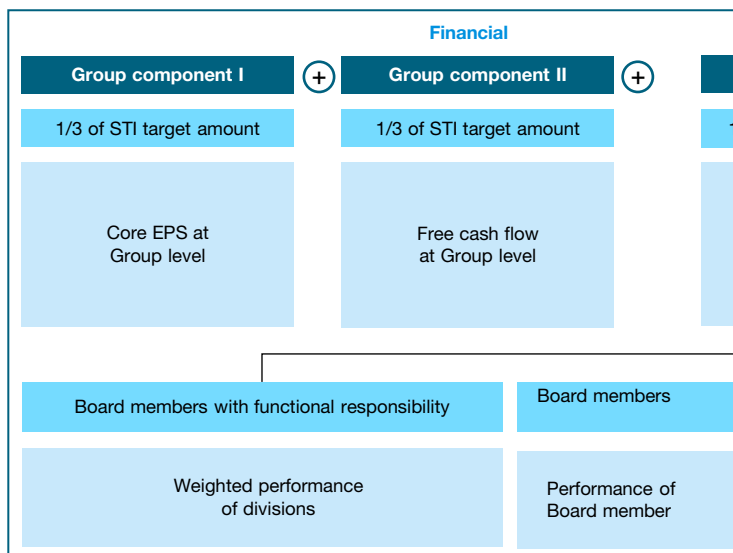 Financial
Group component I + Group component II +
1/3 of STI target amount 1/3 of STI target amount
Core EPS at
Group level
Free cash flow
at Group level
Board members with functional responsibility
Board members
Weighted performance
of divisions
Performance of
Board member